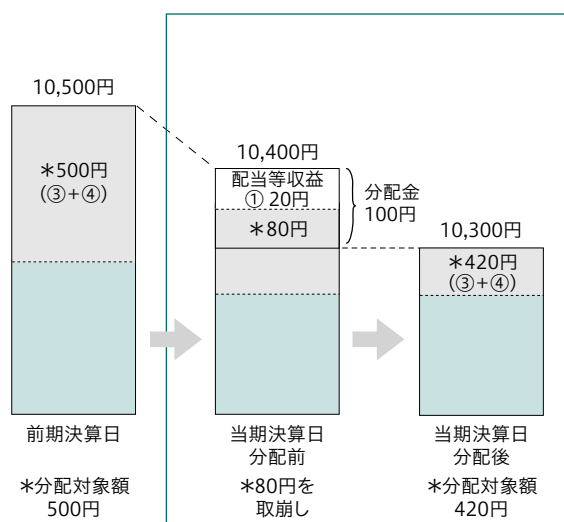 10,500円
＊500円
(③+④)
前期決算日
＊分配対象額
500円
10,400円
配当等収益
① 20円
＊80円
分配金
100円
当期決算日
分配前
＊80円を
取崩し
10,300円
＊420円
(③+④)
当期決算日
分配後
＊分配対象額
420円